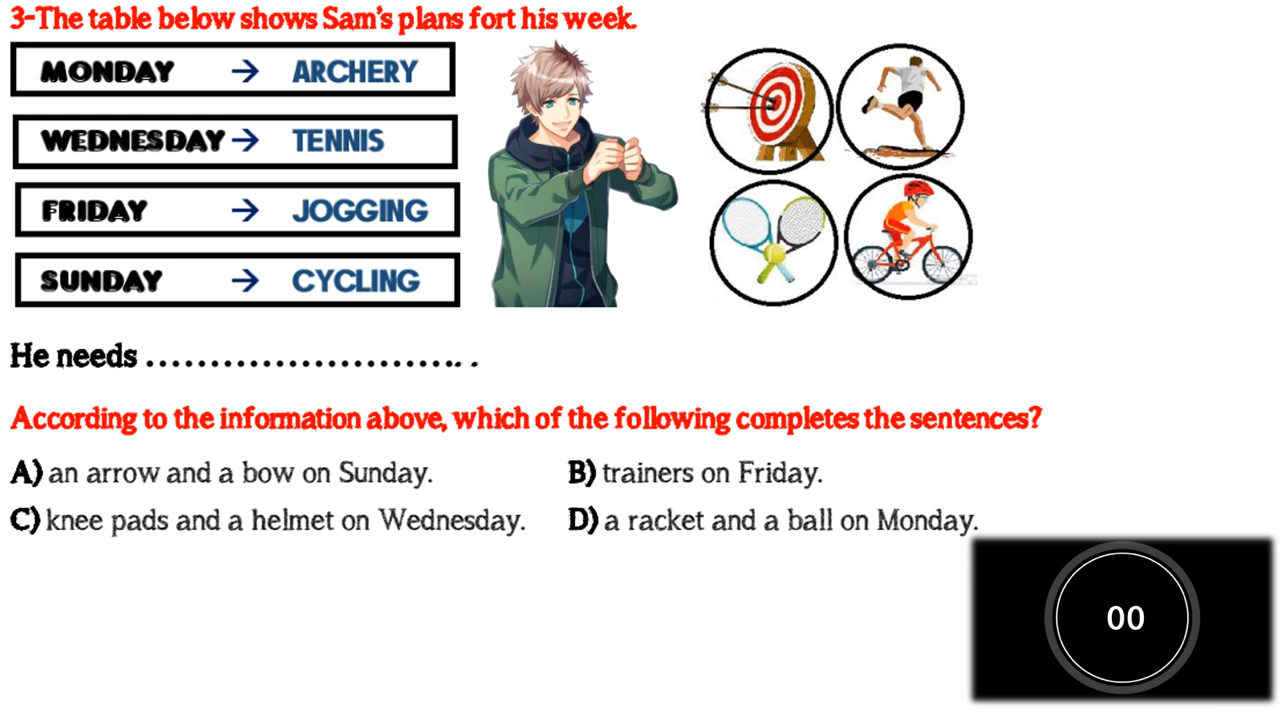 3-The table below shows Sam's plans fort his week.
MONDAY → ARCHERY
WEDNESDAY → TENNIS
FRIDAY → JOGGING
SUNDAY → CYCLING
He needs ........................... .
According to the information above, which of the following completes the sentences?
A) an arrow and a bow on Sunday. B) trainers on Friday.
C) knee pads and a helmet on Wednesday. D) a racket and a ball on Monday.
00